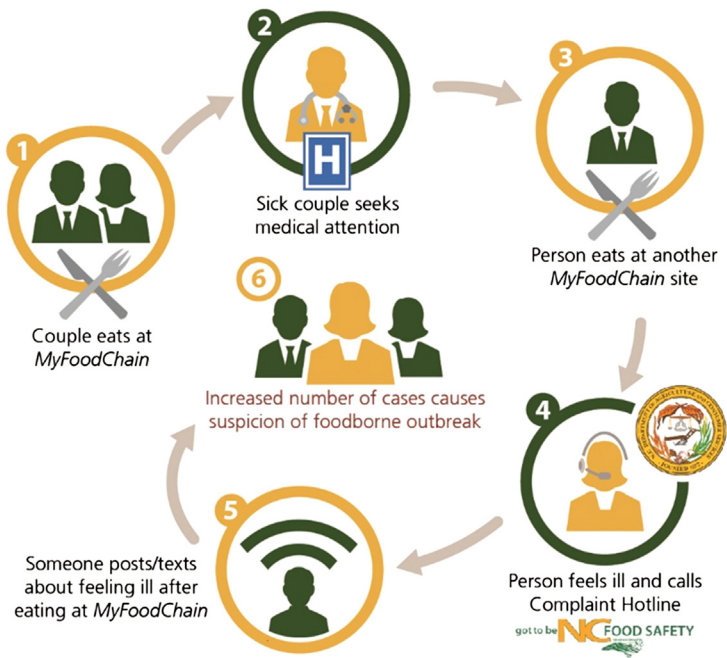 1
Couple eats at
MyFoodChain
2
H
Sick couple seeks
medical attention
3
Person eats at another
MyFoodChain site
4
Person feels ill and calls
Complaint Hotline
got to be NC FOOD SAFETY
5
Someone posts/texts
about feeling ill after
eating at MyFoodChain
6
Increased number of cases causes
suspicion of foodborne outbreak